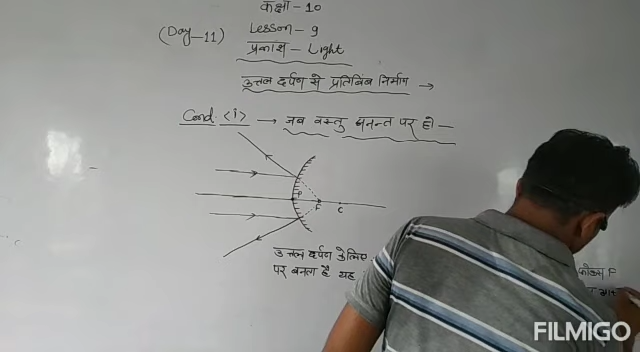 कक्षा - 10
(Day-11) Lesson - 9
प्रकाश - Light
उत्तल दर्पण से प्रतिबिंब निर्माण →
Cond. <i> → जब वस्तु अनन्त पर हो —
P
F
C
उत्तल दर्पण के लिए
फोकस F
पर बनता है यह
FILMIGO